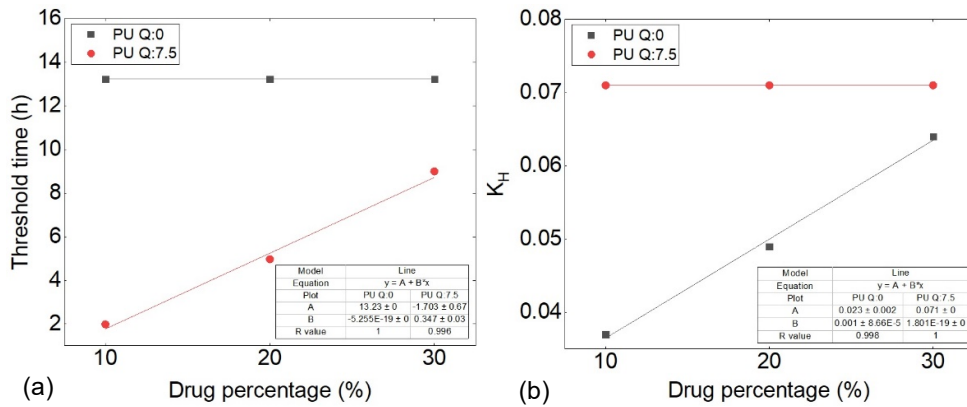 16
14
12
10
8
6
4
2
Threshold time (h)
PU Q:0
PU Q:7.5
Model Line
Equation y = A + B*x
Plot PU Q:0 PU Q:7.5
A 13.23 ± 0 -1.703 ± 0.67
B -5.255E-19 ± 0 0.347 ± 0.03
R value 1 0.996
10 20 30
Drug percentage (%)
(a)
0.08
0.07
0.06
0.05
0.04
K_H
PU Q:0
PU Q:7.5
Model Line
Equation y = A + B*x
Plot PU Q:0 PU Q:7.5
A 0.023 ± 0.002 0.071 ± 0
B 0.001 ± 8.66E-5 1.801E-19 ± 0
R value 0.998 1
10 20 30
Drug percentage (%)
(b)